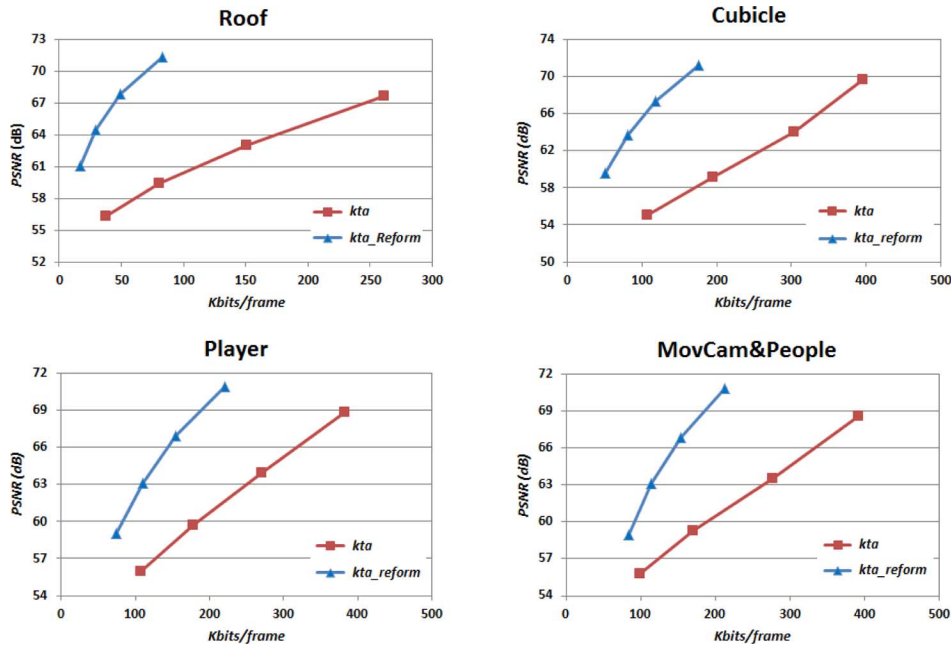 Roof
73
70
67
64
61
58
55
52
PSNR (dB)
kta
kta_Reform
0 50 100 150 200 250 300
Kbits/frame
Cubicle
74
70
66
62
58
54
50
PSNR (dB)
kta
kta_reform
0 100 200 300 400 500
Kbits/frame
Player
72
69
66
63
60
57
54
PSNR (dB)
kta
kta_reform
0 100 200 300 400 500
Kbits/frame
MovCam&People
72
69
66
63
60
57
54
PSNR (dB)
kta
kta_reform
0 100 200 300 400 500
Kbits/frame